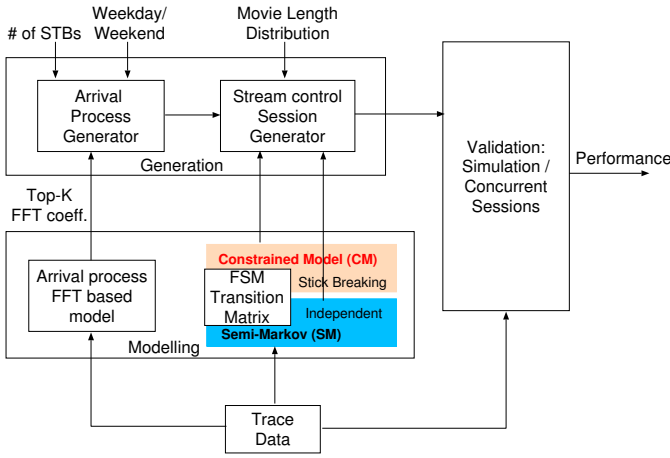 Weekday/
Weekend
# of STBs
Movie Length
Distribution
Arrival
Process
Generator
Stream control
Session
Generator
Generation
Validation:
Simulation /
Concurrent
Sessions
Performance
Top-K
FFT coeff.
Arrival process
FFT based
model
Constrained Model (CM)
Stick Breaking
FSM
Transition
Matrix
Independent
Semi-Markov (SM)
Modelling
Trace
Data